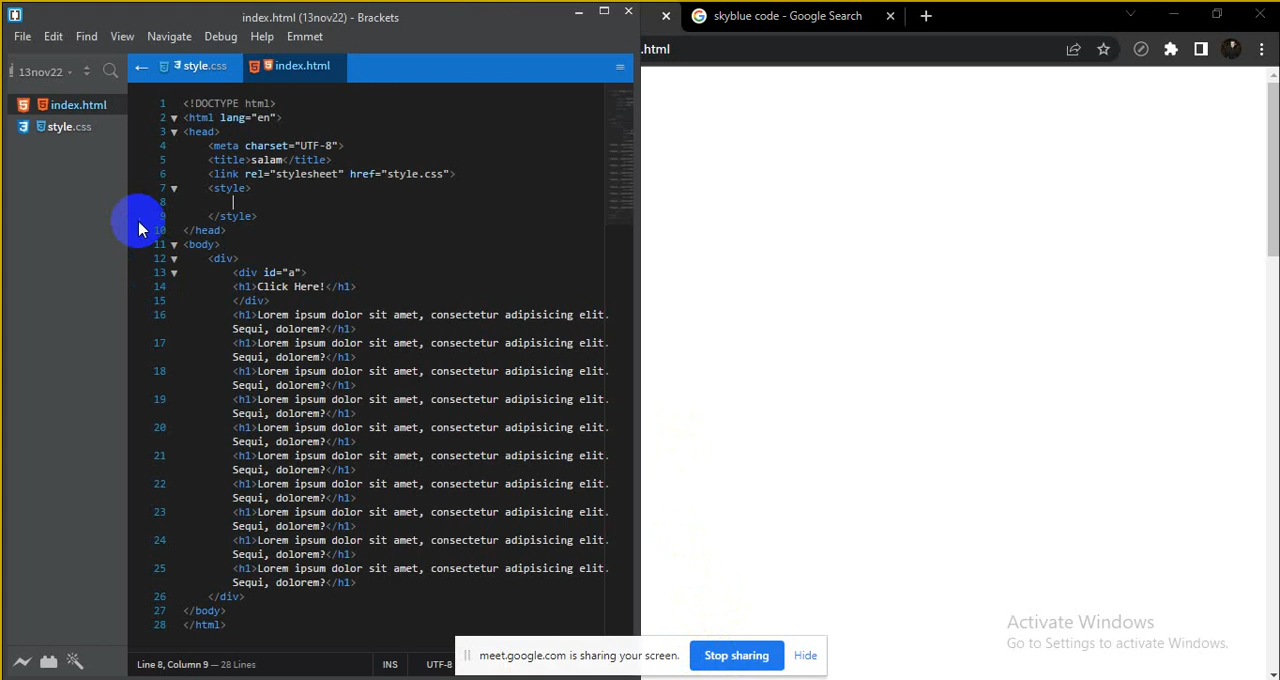 index.html (13nov22) - Brackets
File Edit Find View Navigate Debug Help Emmet
13nov22
style.css
index.html
index.html
style.css
1 <!DOCTYPE html>
2 <html lang="en">
3 <head>
4 <meta charset="UTF-8">
5 <title>salam</title>
6 <link rel="stylesheet" href="style.css">
7 <style>
8
9 </style>
10 </head>
11 <body>
12 <div>
13 <div id="a">
14 <h1>Click Here!</h1>
15 </div>
16 <h1>Lorem ipsum dolor sit amet, consectetur adipisicing elit.
Sequi, dolorem?</h1>
17 <h1>Lorem ipsum dolor sit amet, consectetur adipisicing elit.
Sequi, dolorem?</h1>
18 <h1>Lorem ipsum dolor sit amet, consectetur adipisicing elit.
Sequi, dolorem?</h1>
19 <h1>Lorem ipsum dolor sit amet, consectetur adipisicing elit.
Sequi, dolorem?</h1>
20 <h1>Lorem ipsum dolor sit amet, consectetur adipisicing elit.
Sequi, dolorem?</h1>
21 <h1>Lorem ipsum dolor sit amet, consectetur adipisicing elit.
Sequi, dolorem?</h1>
22 <h1>Lorem ipsum dolor sit amet, consectetur adipisicing elit.
Sequi, dolorem?</h1>
23 <h1>Lorem ipsum dolor sit amet, consectetur adipisicing elit.
Sequi, dolorem?</h1>
24 <h1>Lorem ipsum dolor sit amet, consectetur adipisicing elit.
Sequi, dolorem?</h1>
25 <h1>Lorem ipsum dolor sit amet, consectetur adipisicing elit.
Sequi, dolorem?</h1>
26 </div>
27 </body>
28 </html>
Line 8, Column 9 — 28 Lines
INS
UTF-8
skyblue code - Google Search
.html
Activate Windows
Go to Settings to activate Windows.
meet.google.com is sharing your screen.
Stop sharing
Hide